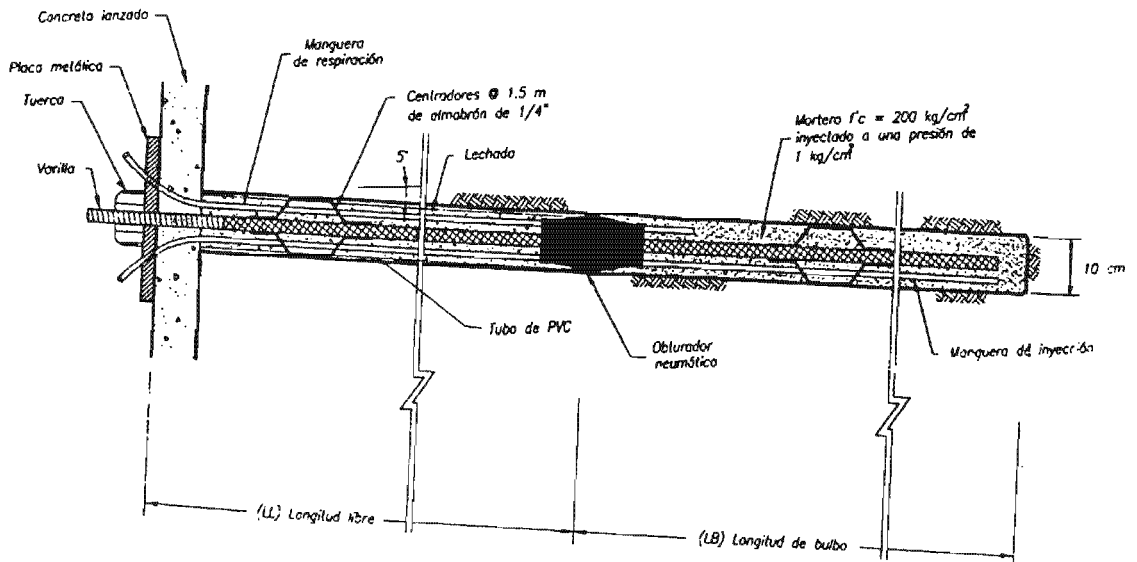 Concreto lanzado
Placa metálica
Tuerca
Varilla
Manguera
de respiración
Centradores @ 1.5 m
de alambrón de 1/4"
5°
Lechada
Mortero f'c = 200 kg/cm²
inyectado a una presión de
1 kg/cm²
10 cm
Tubo de PVC
Obturador
neumático
Manguera de inyección
(LL) Longitud libre
(LB) Longitud de bulbo